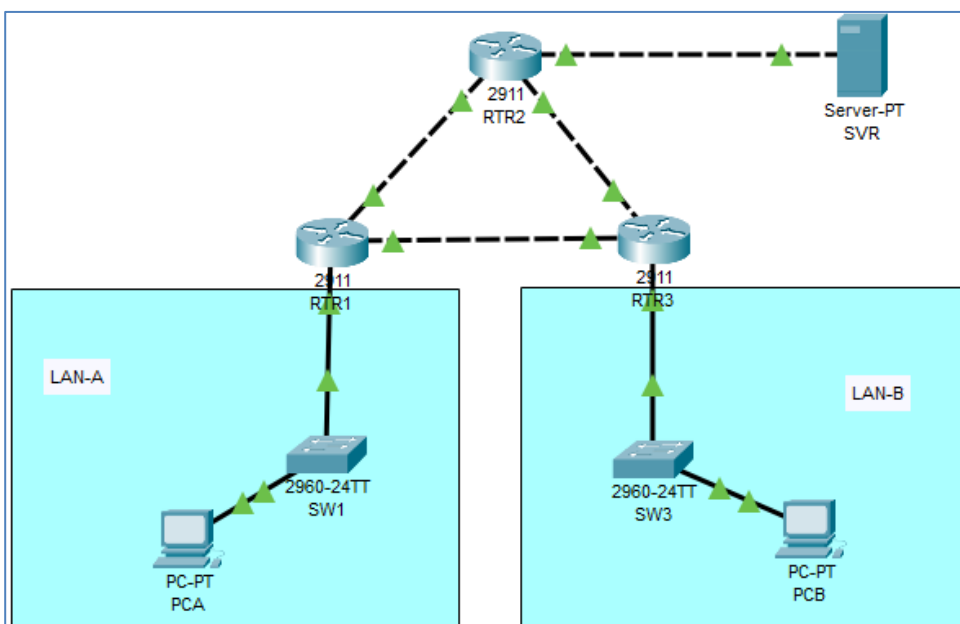 2911
RTR2
Server-PT
SVR
2911
RTR1
2911
RTR3
LAN-A
LAN-B
2960-24TT
SW1
2960-24TT
SW3
PC-PT
PCA
PC-PT
PCB